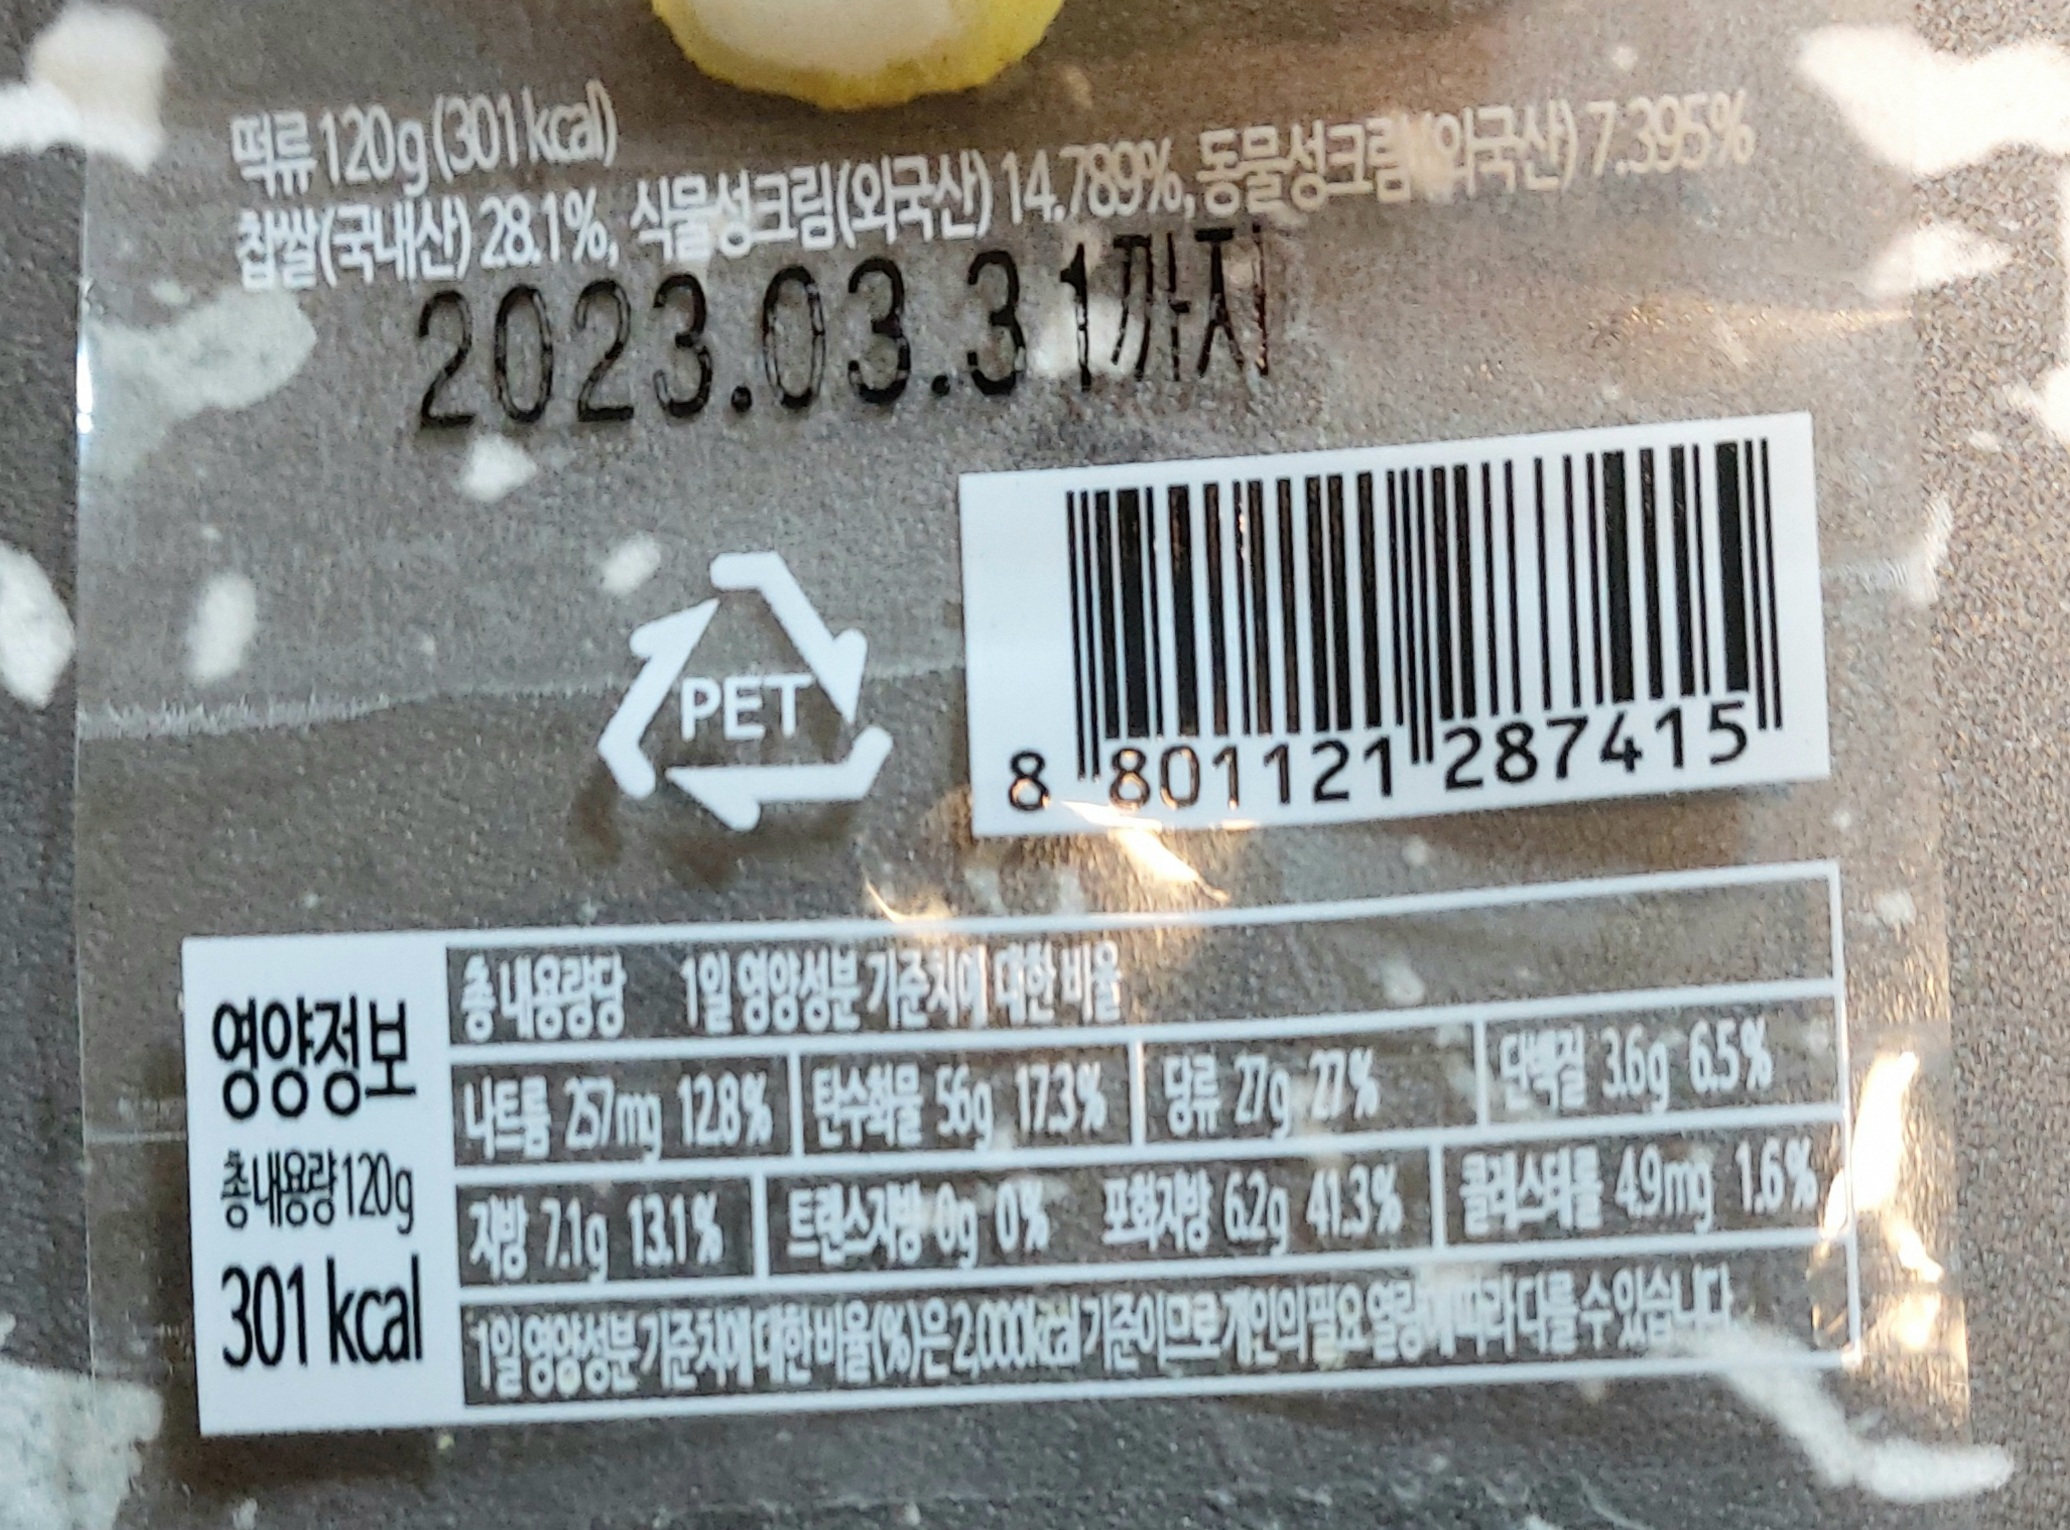 떡류 120g (301 kcal)
찹쌀(국내산) 28.1%, 식물성크림(외국산) 14.789%, 동물성크림(외국산) 7.395%
2023.03.31까지
PET
8 801121 287415
영양정보
총 내용량 120g
301 kcal
총 내용량당 1일 영양성분 기준치에 대한 비율
나트륨 257mg 12.8% 탄수화물 56g 17.3% 당류 27g 27% 단백질 3.6g 6.5%
지방 7.1g 13.1% 트랜스지방 0g 0% 포화지방 6.2g 41.3% 콜레스테롤 4.9mg 1.6%
1일 영양성분 기준치에 대한 비율(%)은 2,000kcal 기준이므로 개인의 필요 열량에 따라 다를 수 있습니다.